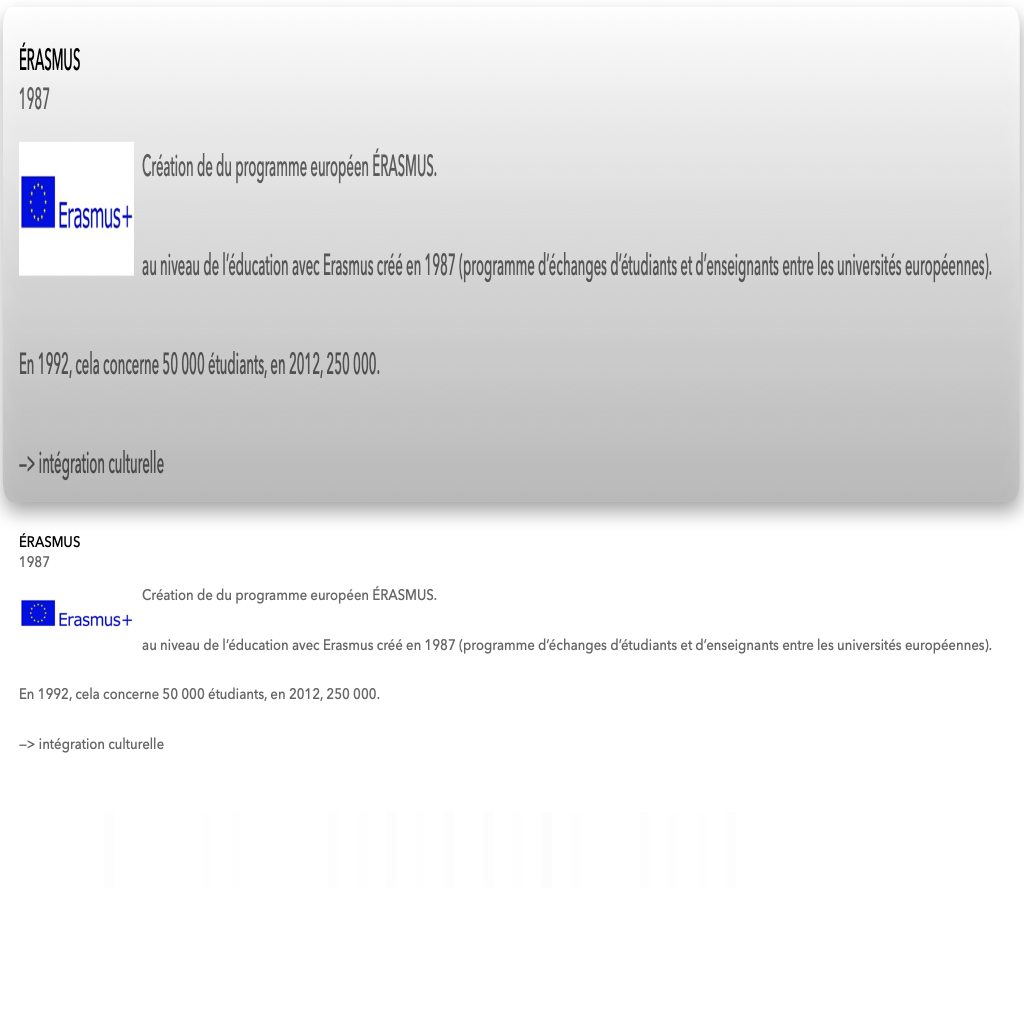 ÉRASMUS
1987
Création de du programme européen ÉRASMUS.
Erasmus+
au niveau de l’éducation avec Erasmus créé en 1987 (programme d’échanges d’étudiants et d’enseignants entre les universités européennes).
En 1992, cela concerne 50 000 étudiants, en 2012, 250 000.
–> intégration culturelle
ÉRASMUS
1987
Création de du programme européen ÉRASMUS.
Erasmus+
au niveau de l’éducation avec Erasmus créé en 1987 (programme d’échanges d’étudiants et d’enseignants entre les universités européennes).
En 1992, cela concerne 50 000 étudiants, en 2012, 250 000.
–> intégration culturelle